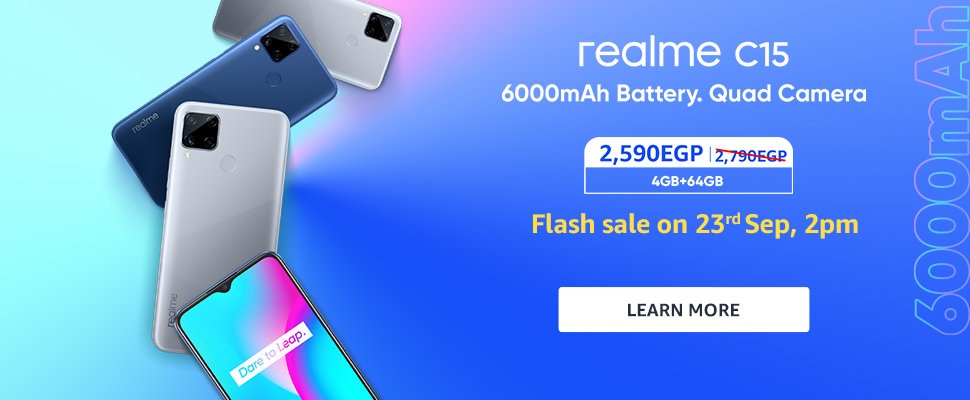 realme C15
6000mAh Battery. Quad Camera
2,590EGP | 2,790EGP
4GB+64GB
Flash sale on 23rd Sep, 2pm
LEARN MORE
6000mAh
realme
realme
Dare to Leap.